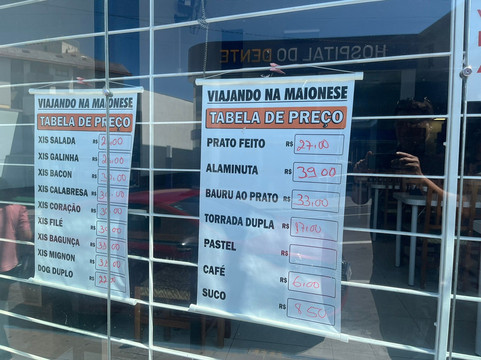 HOSPITAL DO DENTE
VIAJANDO NA MAIONESE
TABELA DE PREÇO
XIS SALADA R$
XIS GALINHA R$
XIS BACON R$
XIS CALABRESA R$
XIS CORAÇÃO R$
XIS FILÉ R$
XIS BAGUNÇA R$
XIS MIGNON R$
DOG DUPLO R$
VIAJANDO NA MAIONESE
TABELA DE PREÇO
PRATO FEITO R$ 27,00
ALAMINUTA R$ 39,00
BAURU AO PRATO R$ 33,00
TORRADA DUPLA R$ 17,00
PASTEL R$
CAFÉ R$ 6,00
SUCO R$ 8,50